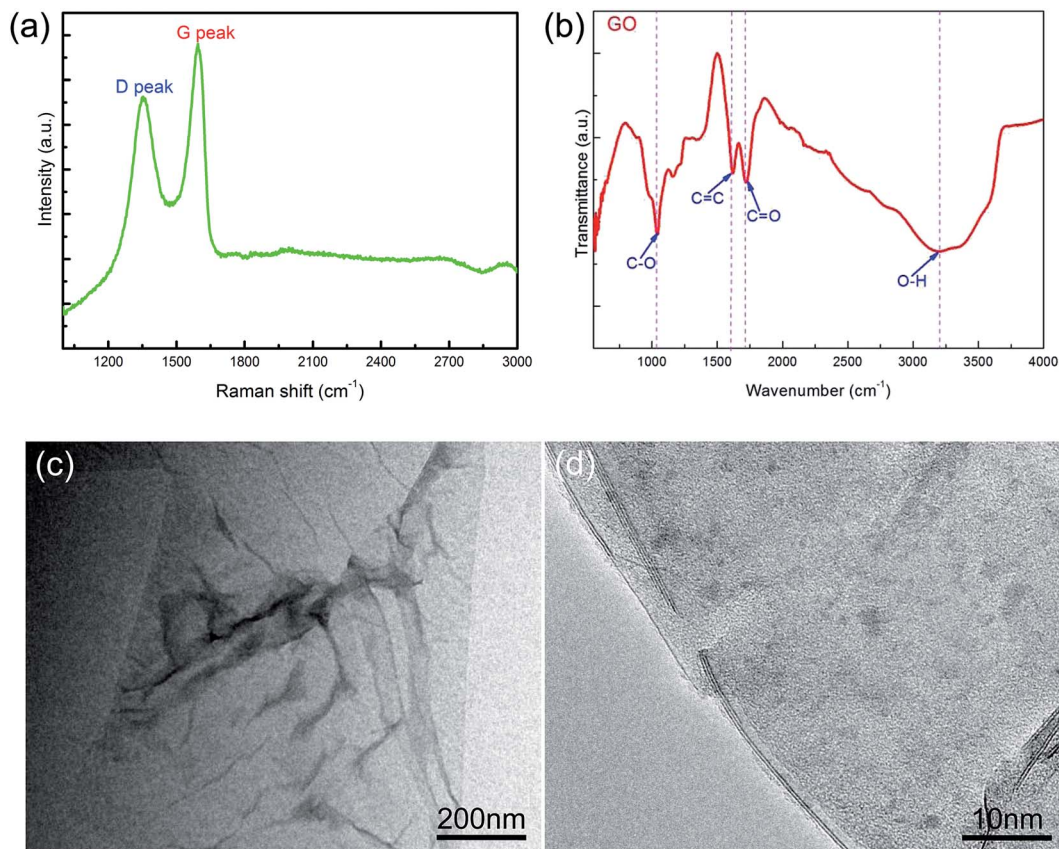 (a)
G peak
D peak
Intensity (a.u.)
1200 1500 1800 2100 2400 2700 3000
Raman shift (cm⁻¹)
(b)
GO
C=C
C=O
C-O
O-H
Transmittance (a.u.)
1000 1500 2000 2500 3000 3500 4000
Wavenumber (cm⁻¹)
(c)
200nm
(d)
10nm